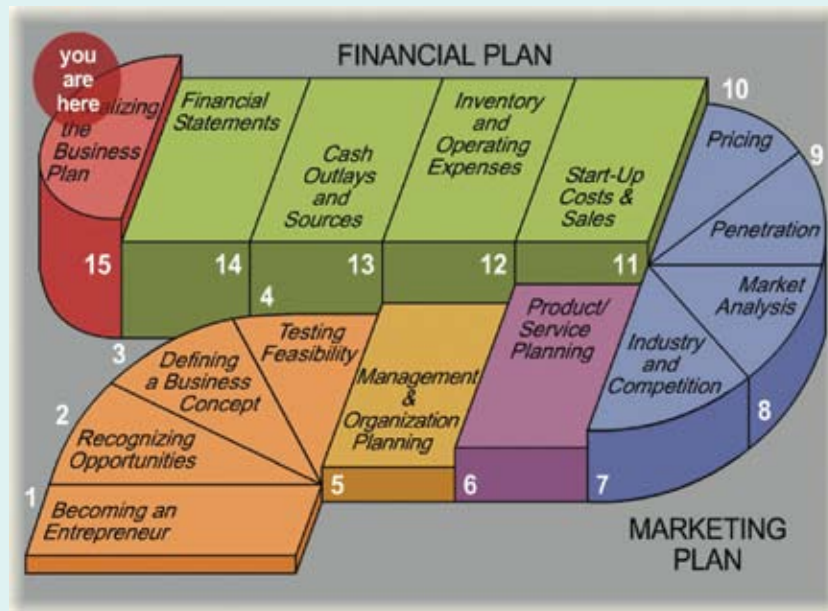 you
are
here
FINANCIAL PLAN
the
Business
Plan
15
Financial
Statements
14
Cash
Outlays
and
Sources
13
Inventory
and
Operating
Expenses
12
Start-Up
Costs &
Sales
11
10
Pricing
9
Penetration
Market
Analysis
8
Industry
and
Competition
7
Product/
Service
Planning
6
Management
&
Organization
Planning
5
4
Testing
Feasibility
3
Defining
a Business
Concept
2
Recognizing
Opportunities
1
Becoming an
Entrepreneur
MARKETING
PLAN